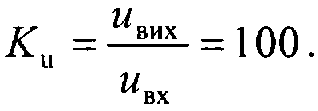 K_u = u_вих / u_вх = 100.